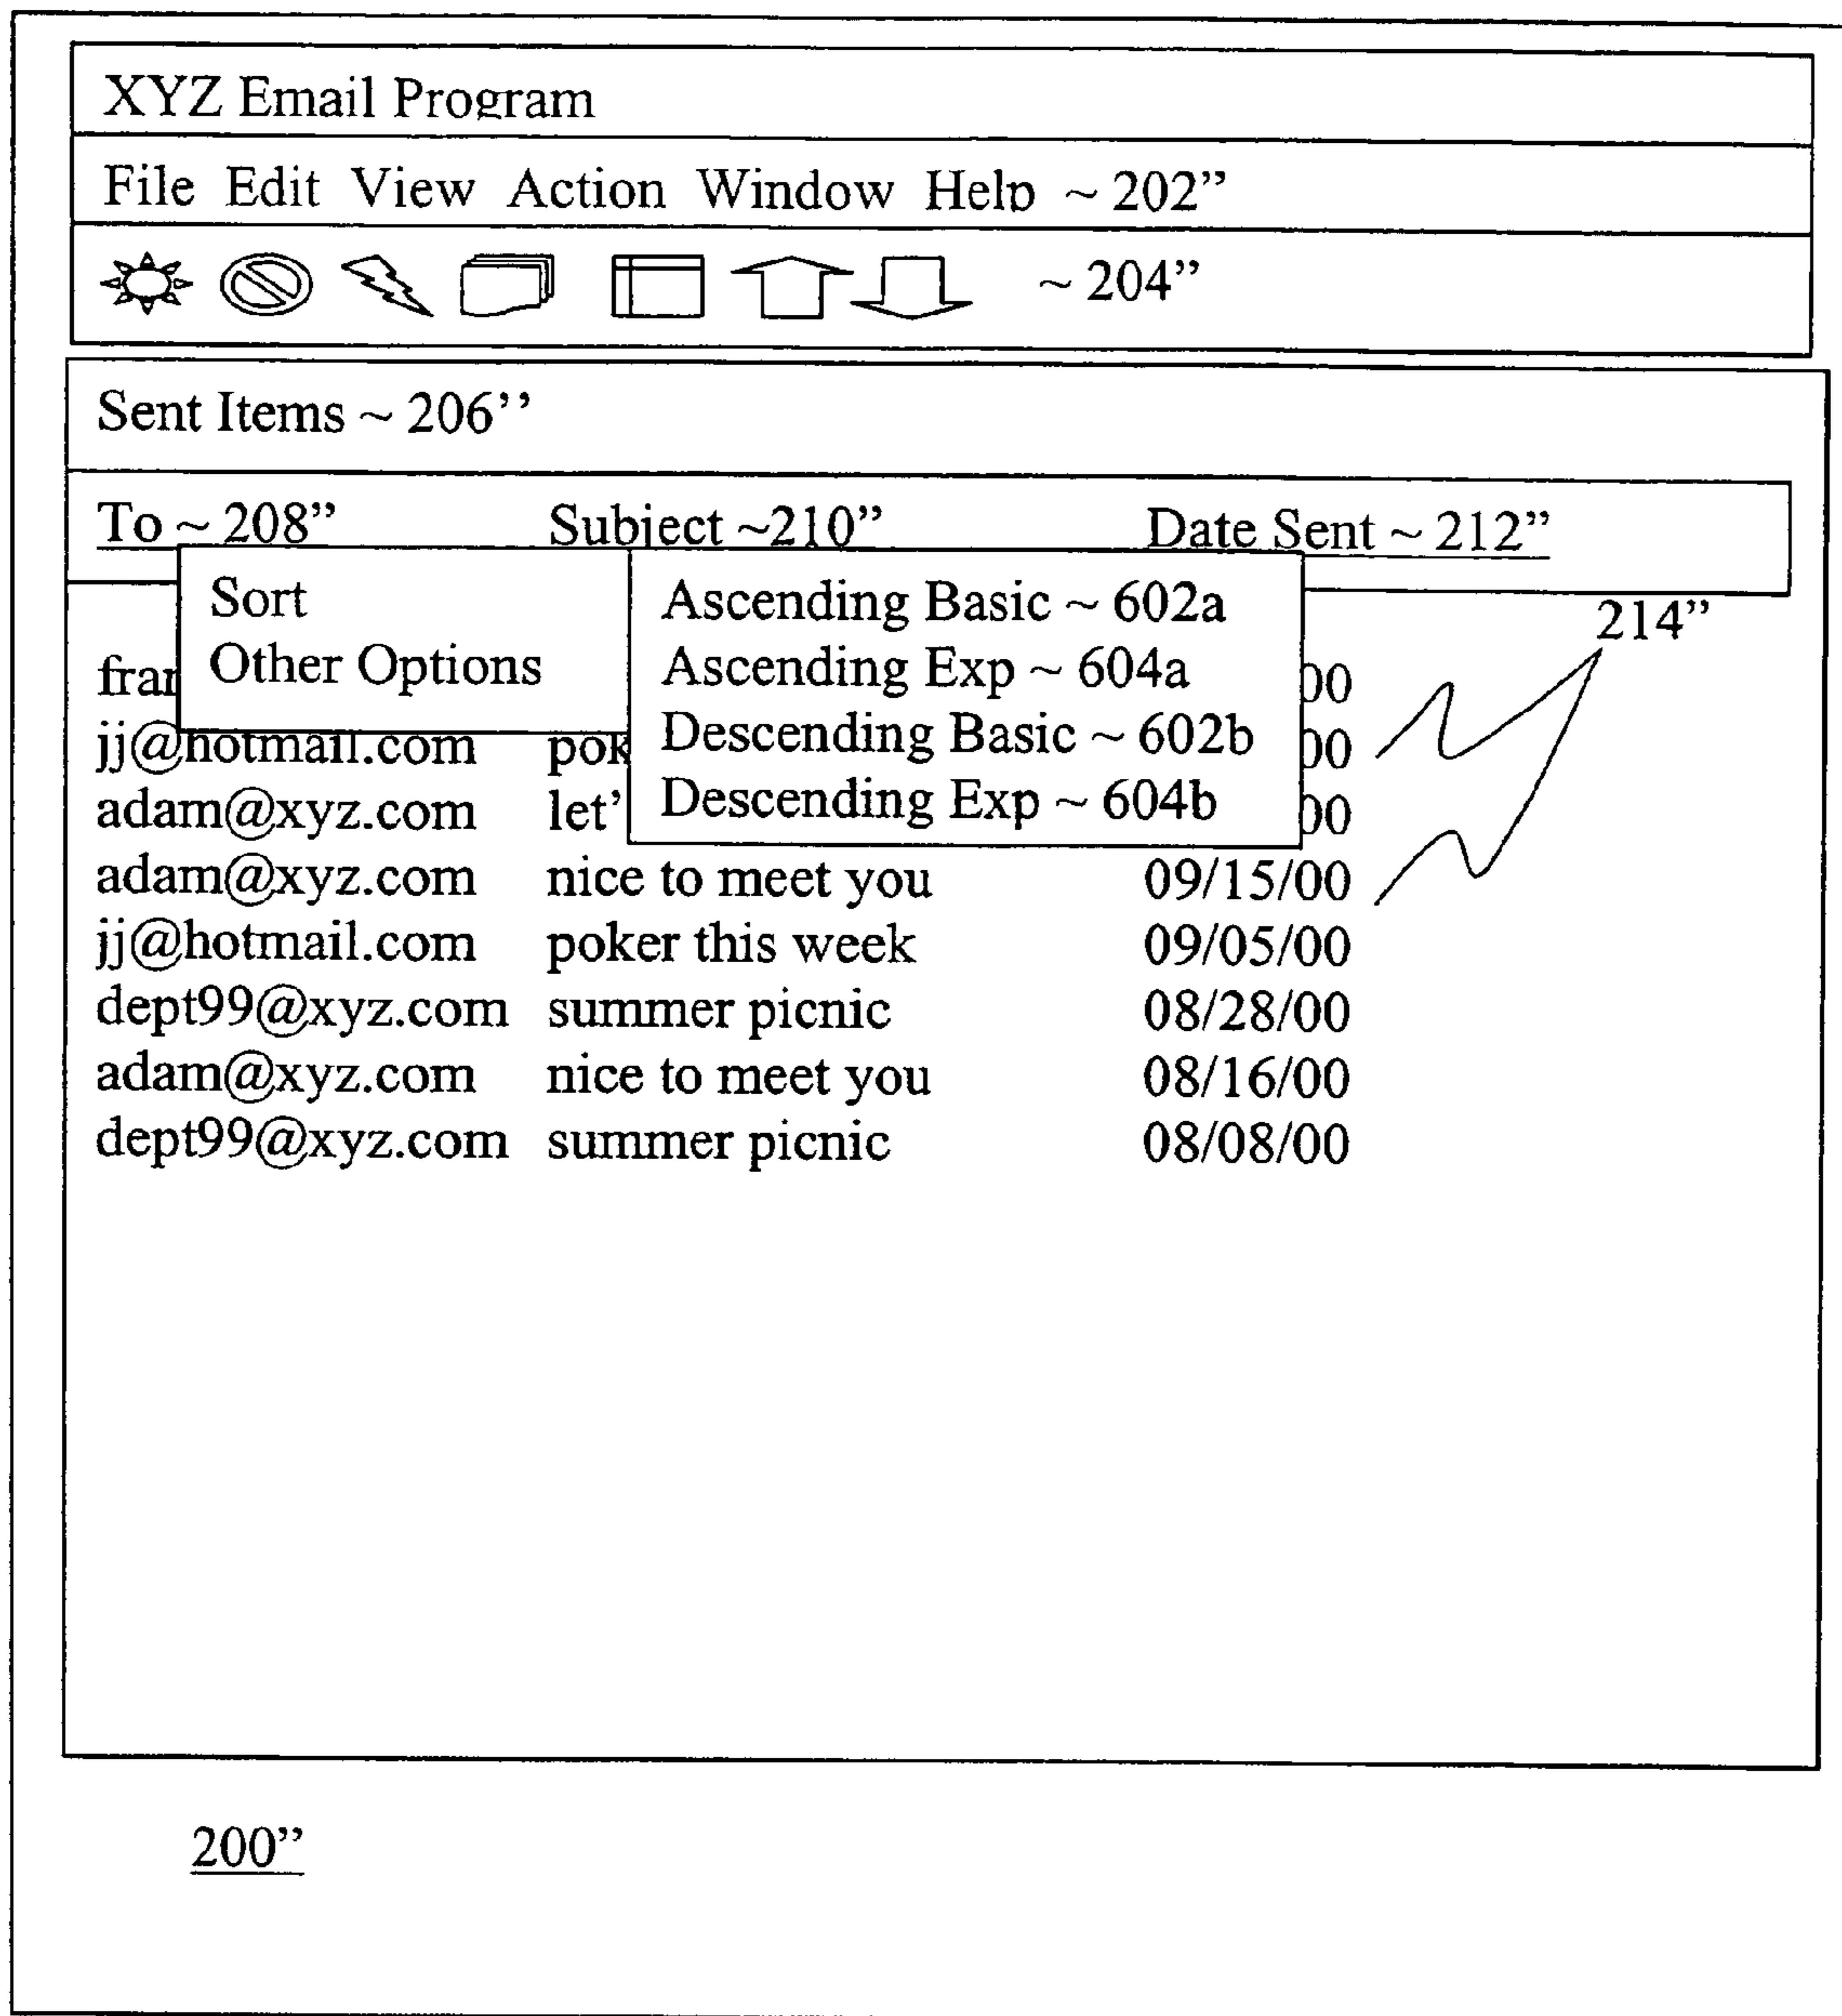 XYZ Email Program
File Edit View Action Window Help ~ 202”
~ 204”
Sent Items ~ 206’’
To ~ 208” Subject ~210” Date Sent ~ 212”
Sort
Other Options
Ascending Basic ~ 602a
Ascending Exp ~ 604a
Descending Basic ~ 602b
Descending Exp ~ 604b
214”
jj@hotmail.com
adam@xyz.com let’
adam@xyz.com nice to meet you 09/15/00
jj@hotmail.com poker this week 09/05/00
dept99@xyz.com summer picnic 08/28/00
adam@xyz.com nice to meet you 08/16/00
dept99@xyz.com summer picnic 08/08/00
200”